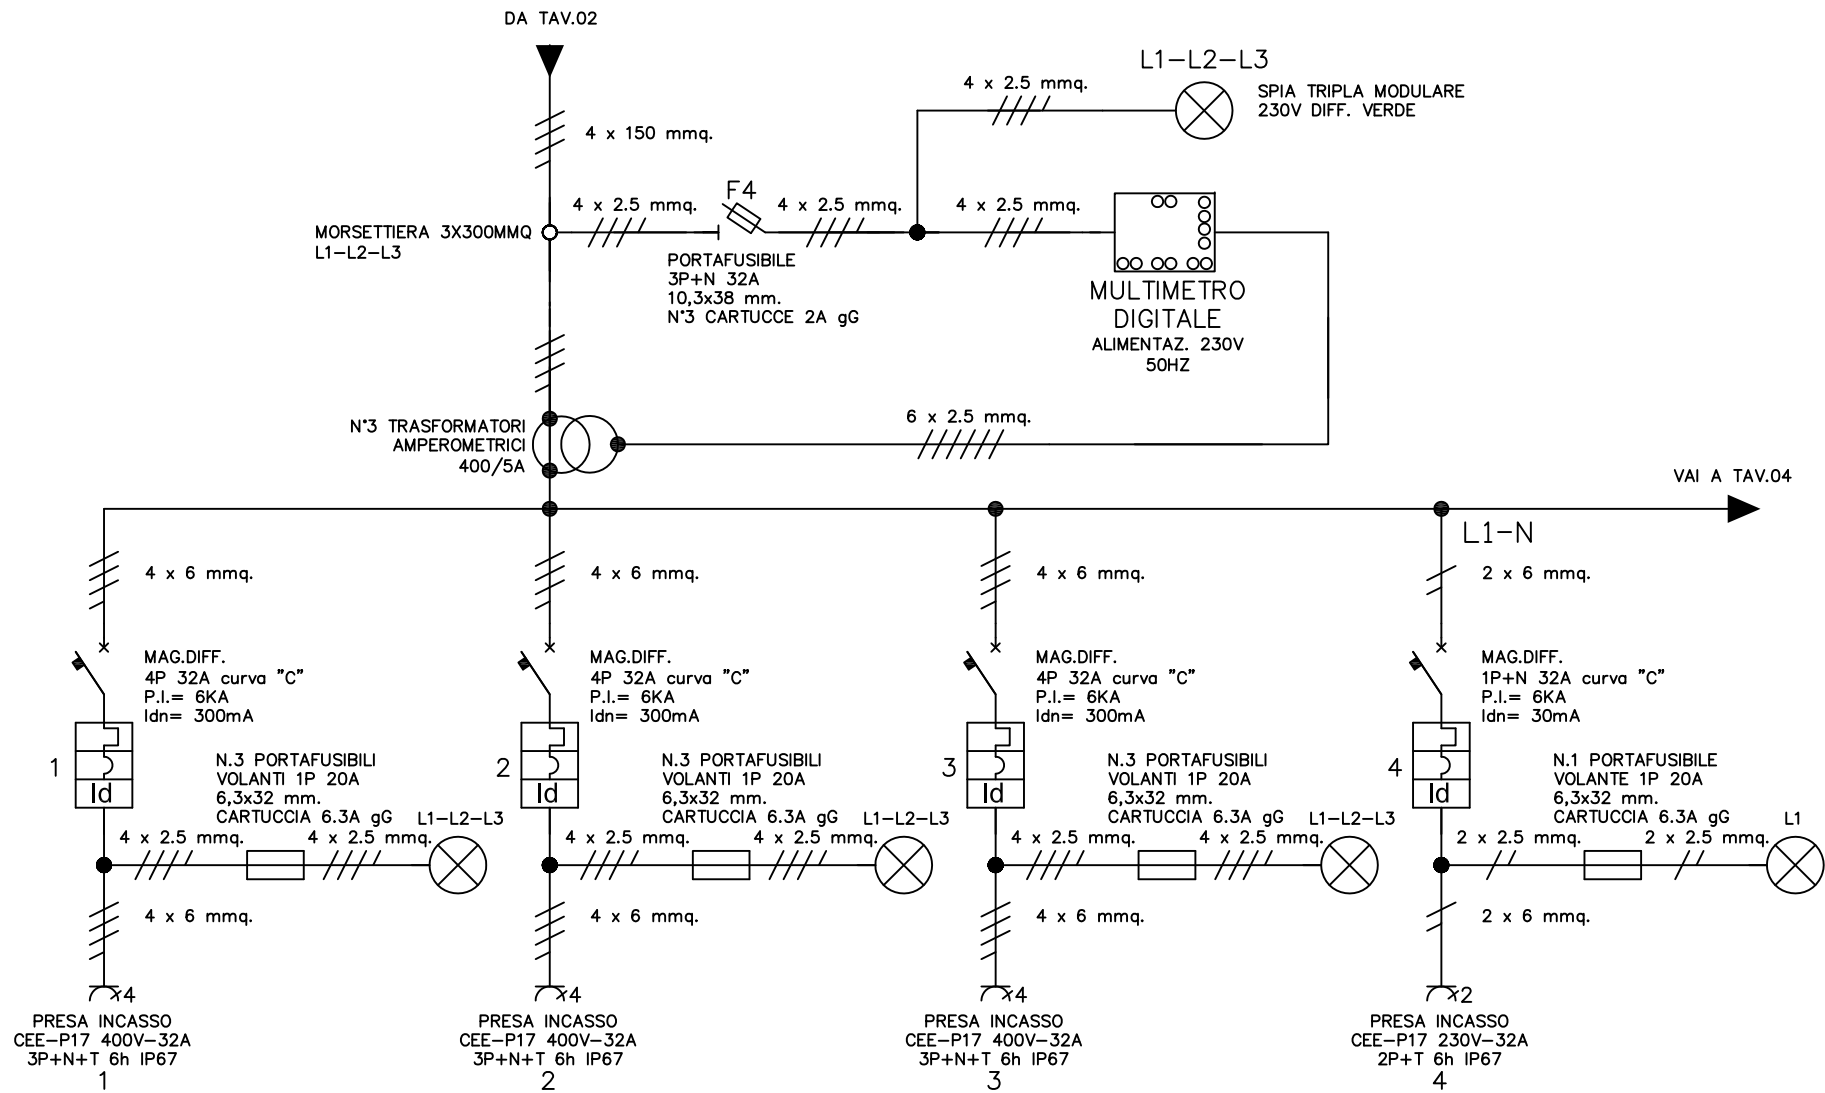 DA TAV.02
4 x 150 mmq.
4 x 2.5 mmq.
L1-L2-L3
SPIA TRIPLA MODULARE
230V DIFF. VERDE
MORSETTIERA 3X300MMQ
L1-L2-L3
4 x 2.5 mmq.
F4
4 x 2.5 mmq.
4 x 2.5 mmq.
PORTAFUSIBILE
3P+N 32A
10,3x38 mm.
N°3 CARTUCCE 2A gG
MULTIMETRO
DIGITALE
ALIMENTAZ. 230V
50HZ
N°3 TRASFORMATORI
AMPEROMETRICI
400/5A
6 x 2.5 mmq.
VAI A TAV.04
L1-N
4 x 6 mmq.
4 x 6 mmq.
4 x 6 mmq.
2 x 6 mmq.
MAG.DIFF.
4P 32A curva "C"
P.I.= 6KA
Idn= 300mA
MAG.DIFF.
4P 32A curva "C"
P.I.= 6KA
Idn= 300mA
MAG.DIFF.
4P 32A curva "C"
P.I.= 6KA
Idn= 300mA
MAG.DIFF.
1P+N 32A curva "C"
P.I.= 6KA
Idn= 30mA
1
Id
N.3 PORTAFUSIBILI
VOLANTI 1P 20A
6,3x32 mm.
CARTUCCIA 6.3A gG
L1-L2-L3
2
Id
N.3 PORTAFUSIBILI
VOLANTI 1P 20A
6,3x32 mm.
CARTUCCIA 6.3A gG
L1-L2-L3
3
Id
N.3 PORTAFUSIBILI
VOLANTI 1P 20A
6,3x32 mm.
CARTUCCIA 6.3A gG
L1-L2-L3
4
Id
N.1 PORTAFUSIBILE
VOLANTE 1P 20A
6,3x32 mm.
CARTUCCIA 6.3A gG
L1
4 x 2.5 mmq.
4 x 2.5 mmq.
4 x 2.5 mmq.
4 x 2.5 mmq.
4 x 2.5 mmq.
4 x 2.5 mmq.
2 x 2.5 mmq.
2 x 2.5 mmq.
4 x 6 mmq.
4 x 6 mmq.
4 x 6 mmq.
2 x 6 mmq.
4
PRESA INCASSO
CEE-P17 400V-32A
3P+N+T 6h IP67
1
4
PRESA INCASSO
CEE-P17 400V-32A
3P+N+T 6h IP67
2
4
PRESA INCASSO
CEE-P17 400V-32A
3P+N+T 6h IP67
3
2
PRESA INCASSO
CEE-P17 230V-32A
2P+T 6h IP67
4